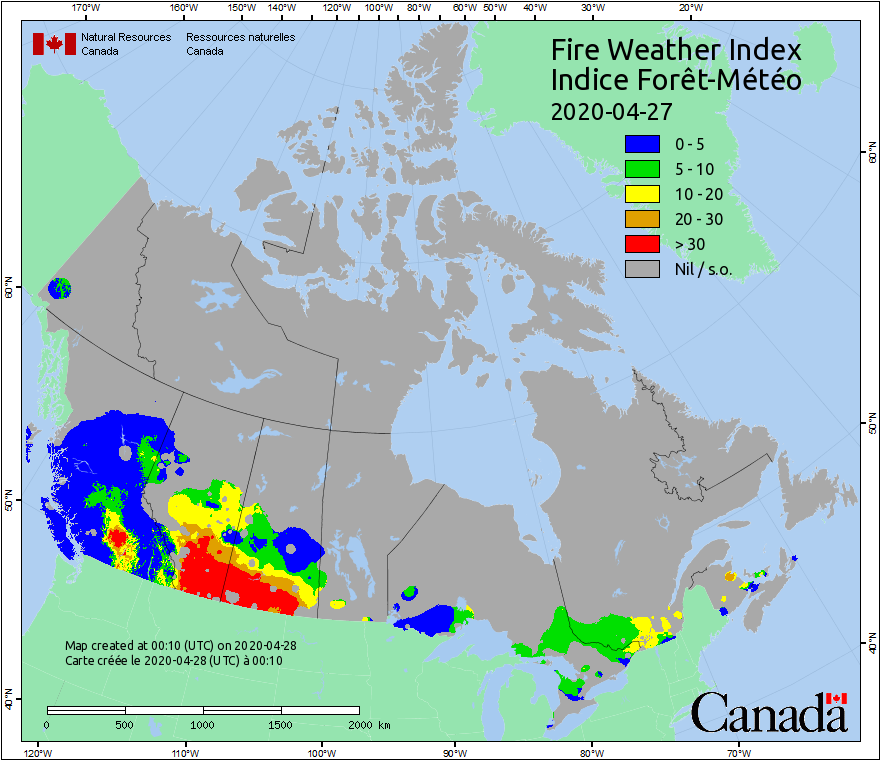 170°W 160°W 150°W 140°W 130°W 120°W 110°W 100°W 90°W 80°W 60°W 50°W 40°W 30°W 20°W
Natural Resources Ressources naturelles
Canada Canada
Fire Weather Index
Indice Forêt-Météo
2020-04-27
0 - 5
5 - 10
10 - 20
20 - 30
> 30
Nil / s.o.
60°N
60°N
50°N
50°N
40°N
40°N
Map created at 00:10 (UTC) on 2020-04-28
Carte créée le 2020-04-28 (UTC) à 00:10
0 500 1000 1500 2000 km
Canada
120°W 110°W 100°W 90°W 80°W 70°W